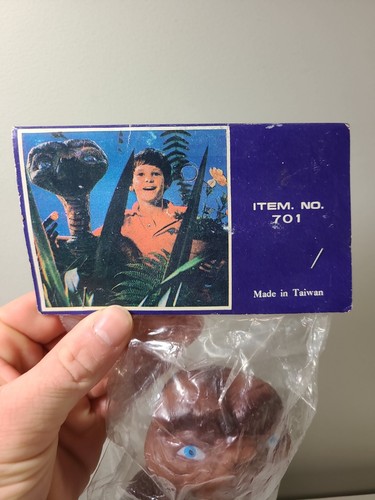 ITEM. NO.
701
/
Made in Taiwan